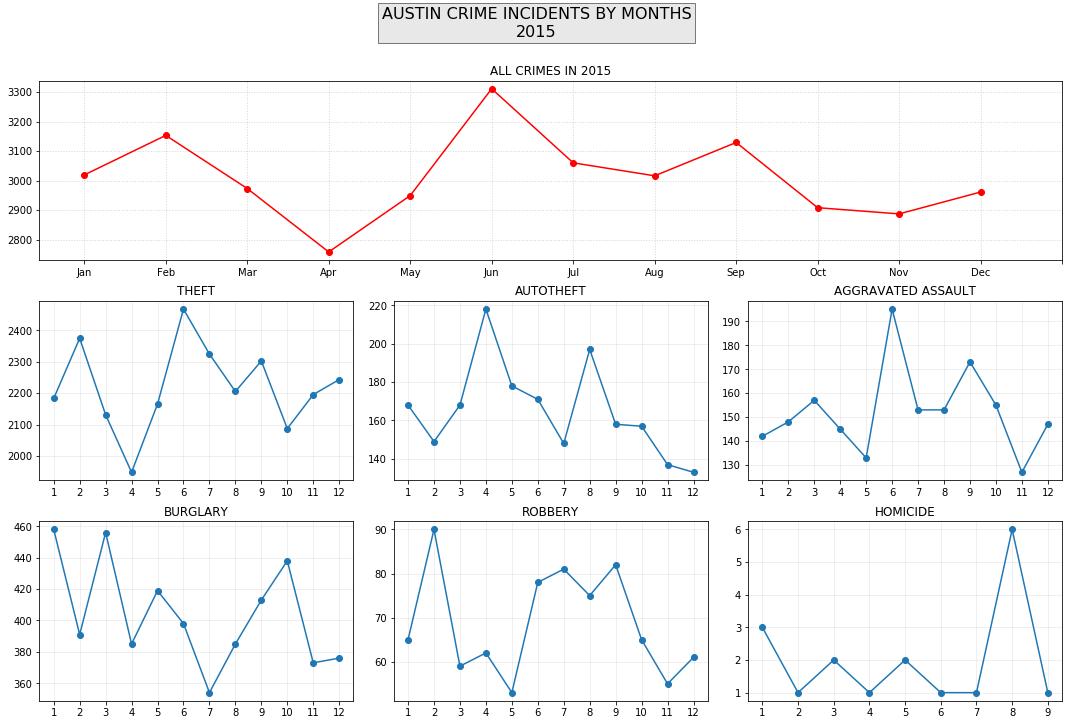 AUSTIN CRIME INCIDENTS BY MONTHS
2015
ALL CRIMES IN 2015
3300
3200
3100
3000
2900
2800
Jan Feb Mar Apr May Jun Jul Aug Sep Oct Nov Dec
THEFT
2400
2300
2200
2100
2000
1 2 3 4 5 6 7 8 9 10 11 12
AUTOTHEFT
220
200
180
160
140
1 2 3 4 5 6 7 8 9 10 11 12
AGGRAVATED ASSAULT
190
180
170
160
150
140
130
1 2 3 4 5 6 7 8 9 10 11 12
BURGLARY
460
440
420
400
380
360
1 2 3 4 5 6 7 8 9 10 11 12
ROBBERY
90
80
70
60
1 2 3 4 5 6 7 8 9 10 11 12
HOMICIDE
6
5
4
3
2
1
1 2 3 4 5 6 7 8 9